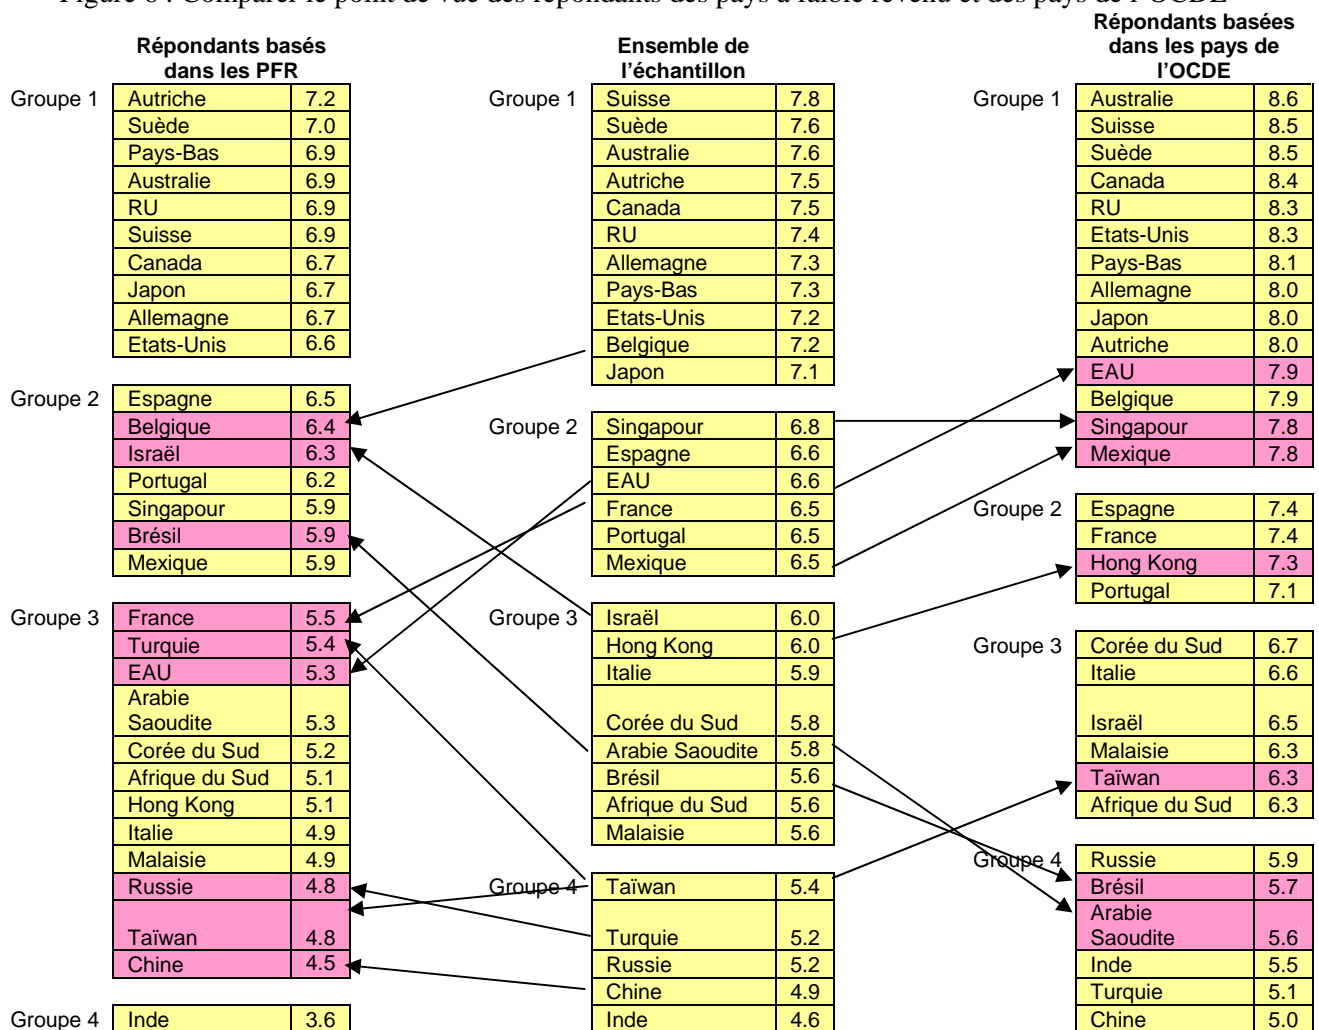 Figure 6 : Comparer le point de vue des répondants des pays à faible revenu et des pays de l'OCDE
Répondants basés
dans les PFR
Groupe 1
Autriche 7.2
Suède 7.0
Pays-Bas 6.9
Australie 6.9
RU 6.9
Suisse 6.9
Canada 6.7
Japon 6.7
Allemagne 6.7
Etats-Unis 6.6
Groupe 2
Espagne 6.5
Belgique 6.4
Israël 6.3
Portugal 6.2
Singapour 5.9
Brésil 5.9
Mexique 5.9
Groupe 3
France 5.5
Turquie 5.4
EAU 5.3
Arabie
Saoudite 5.3
Corée du Sud 5.2
Afrique du Sud 5.1
Hong Kong 5.1
Italie 4.9
Malaisie 4.9
Russie 4.8
Taïwan 4.8
Chine 4.5
Groupe 4
Inde 3.6
Ensemble de
l'échantillon
Groupe 1
Suisse 7.8
Suède 7.6
Australie 7.6
Autriche 7.5
Canada 7.5
RU 7.4
Allemagne 7.3
Pays-Bas 7.3
Etats-Unis 7.2
Belgique 7.2
Japon 7.1
Groupe 2
Singapour 6.8
Espagne 6.6
EAU 6.6
France 6.5
Portugal 6.5
Mexique 6.5
Groupe 3
Israël 6.0
Hong Kong 6.0
Italie 5.9
Corée du Sud 5.8
Arabie Saoudite 5.8
Brésil 5.6
Afrique du Sud 5.6
Malaisie 5.6
Groupe 4
Taïwan 5.4
Turquie 5.2
Russie 5.2
Chine 4.9
Inde 4.6
Répondants basées
dans les pays de
l'OCDE
Groupe 1
Australie 8.6
Suisse 8.5
Suède 8.5
Canada 8.4
RU 8.3
Etats-Unis 8.3
Pays-Bas 8.1
Allemagne 8.0
Japon 8.0
Autriche 8.0
EAU 7.9
Belgique 7.9
Singapour 7.8
Mexique 7.8
Groupe 2
Espagne 7.4
France 7.4
Hong Kong 7.3
Portugal 7.1
Groupe 3
Corée du Sud 6.7
Italie 6.6
Israël 6.5
Malaisie 6.3
Taïwan 6.3
Afrique du Sud 6.3
Groupe 4
Russie 5.9
Brésil 5.7
Arabie
Saoudite 5.6
Inde 5.5
Turquie 5.1
Chine 5.0